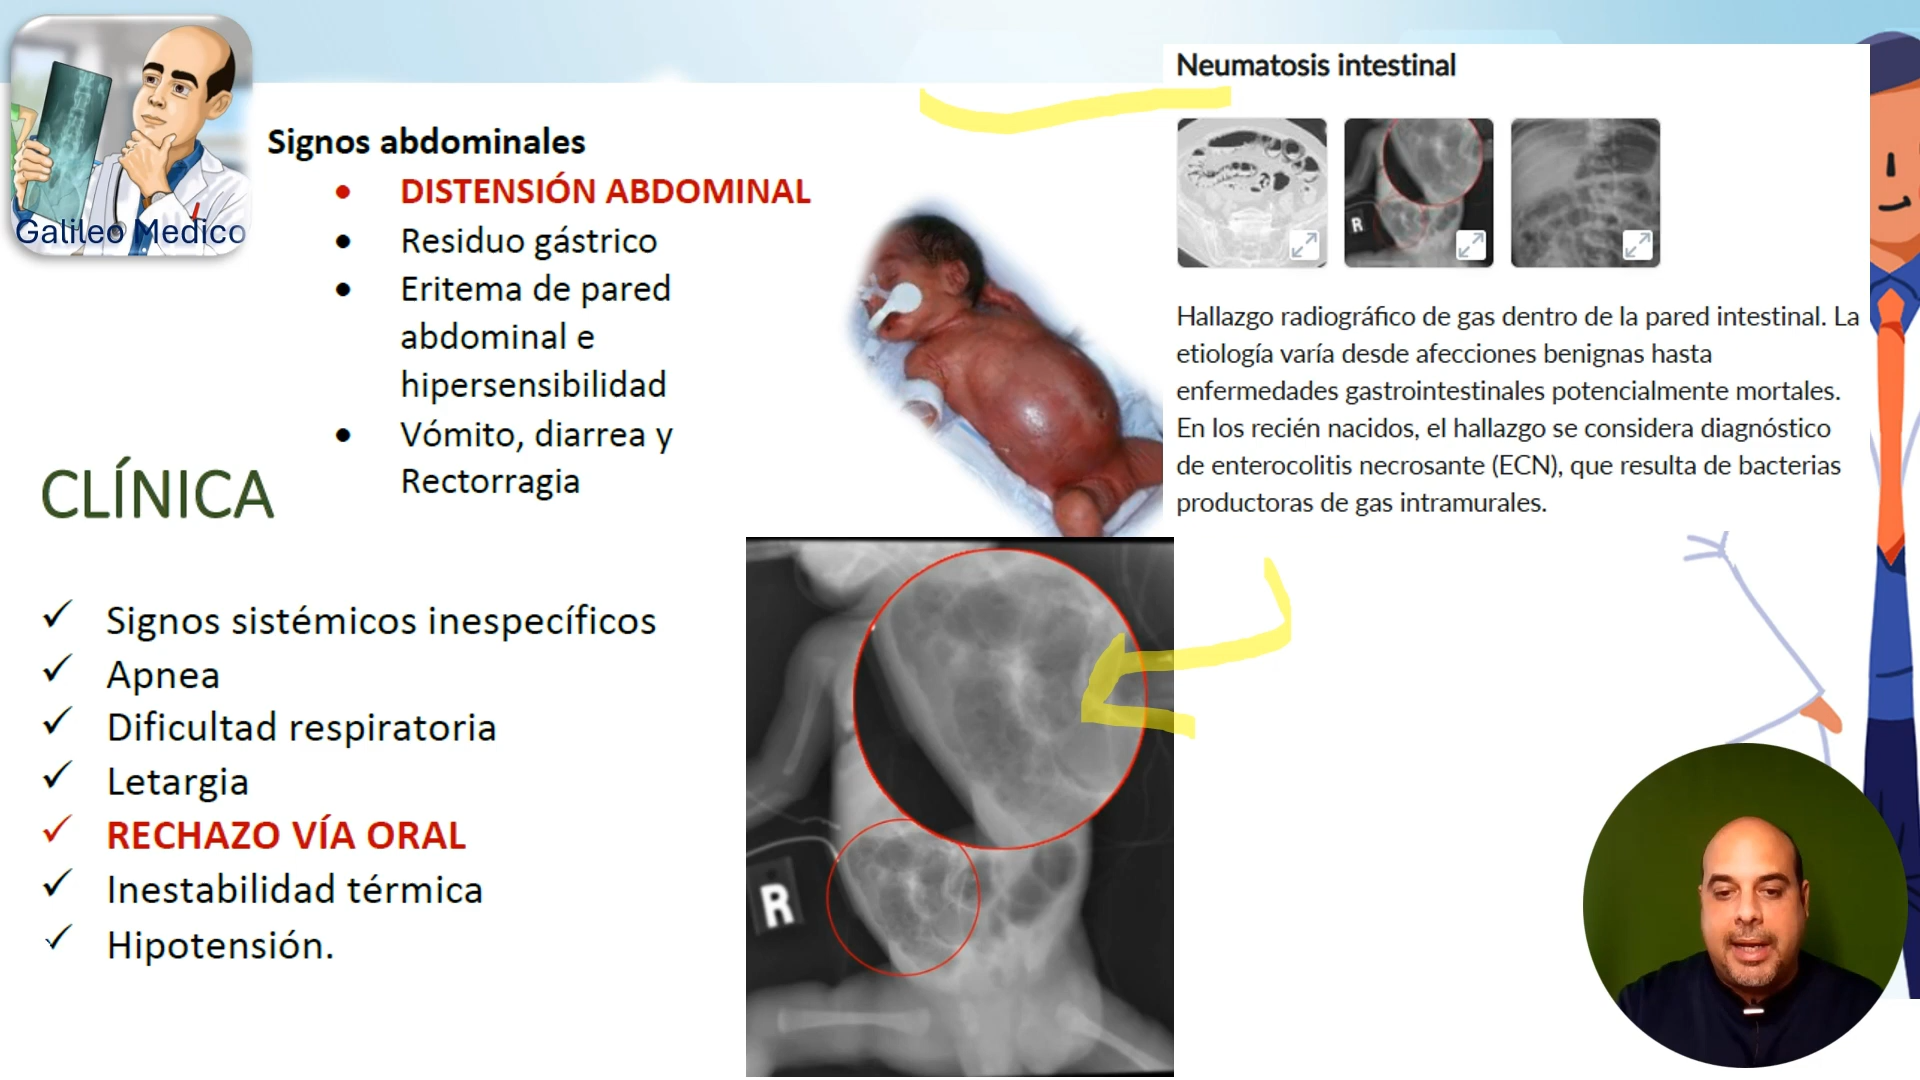 Galileo Medico
Signos abdominales
DISTENSIÓN ABDOMINAL
Residuo gástrico
Eritema de pared
abdominal e
hipersensibilidad
Vómito, diarrea y
Rectorragia
CLÍNICA
Signos sistémicos inespecíficos
Apnea
Dificultad respiratoria
Letargia
RECHAZO VÍA ORAL
Inestabilidad térmica
Hipotensión.
Neumatosis intestinal
R
Hallazgo radiográfico de gas dentro de la pared intestinal. La
etiología varía desde afecciones benignas hasta
enfermedades gastrointestinales potencialmente mortales.
En los recién nacidos, el hallazgo se considera diagnóstico
de enterocolitis necrosante (ECN), que resulta de bacterias
productoras de gas intramurales.
R